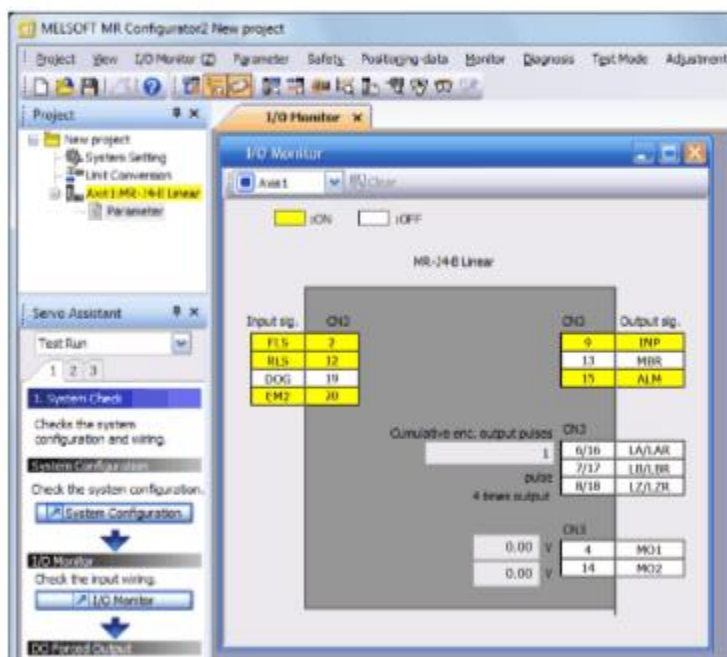 MELSOFT MR Configurator2 New project
Project View I/O Monitor (Z) Parameter Safety Positioning-data Monitor Diagnosis Test Mode Adjustment
Project
New project
System Setting
Unit Conversion
Axis1:MR-J4-B Linear
Parameter
Servo Assistant
Test Run
1 2 3
1. System Check
Checks the system
configuration and wiring.
System Configuration
Check the system configuration.
System Configuration
I/O Monitor
Check the input wiring.
I/O Monitor
DO Forced Output
I/O Monitor
I/O Monitor
Axis1 Clear
:ON :OFF
MR-J4-B Linear
Input sig. CN3
FLS 2
RLS 12
DOG 19
EM2 20
CN3 Output sig.
9 INP
13 MBR
15 ALM
Cumulative enc. output pulses CN3
1 6/16 LA/LAR
pulse 7/17 LB/LBR
4 times output 8/18 LZ/LZR
CN3
0.00 V 4 MO1
0.00 V 14 MO2